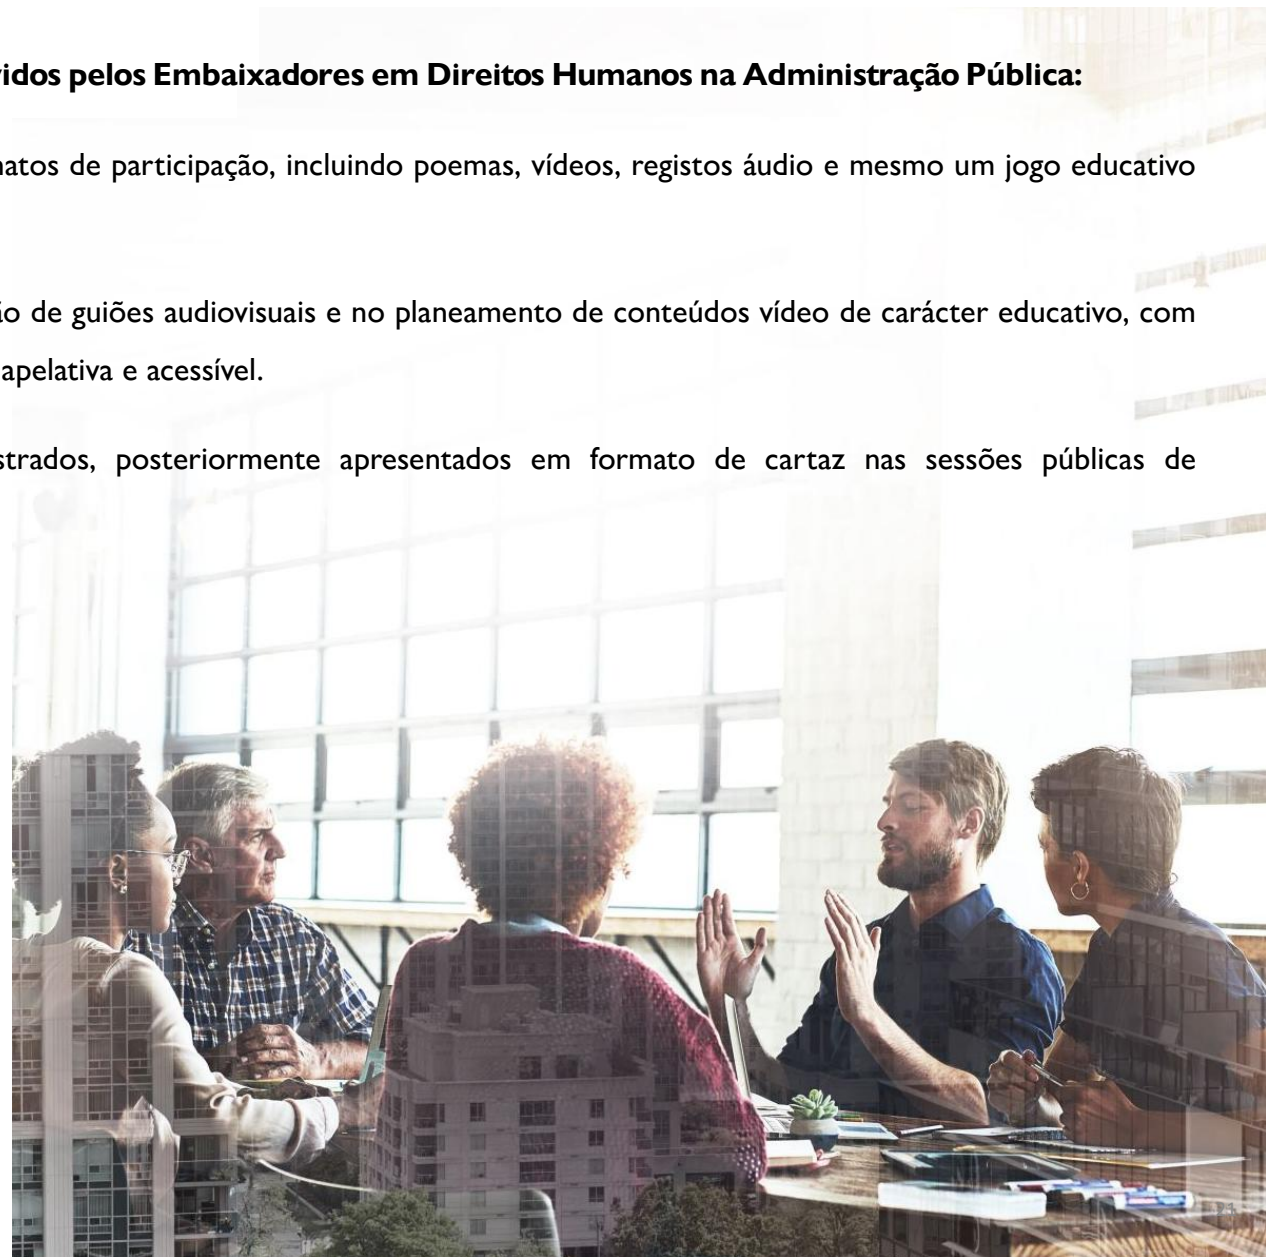 vidos pelos Embaixadores em Direitos Humanos na Administração Pública:
natos de participação, incluindo poemas, vídeos, registos áudio e mesmo um jogo educativo
ão de guiões audiovisuais e no planeamento de conteúdos vídeo de carácter educativo, com
apelativa e acessível.
strados, posteriormente apresentados em formato de cartaz nas sessões públicas de